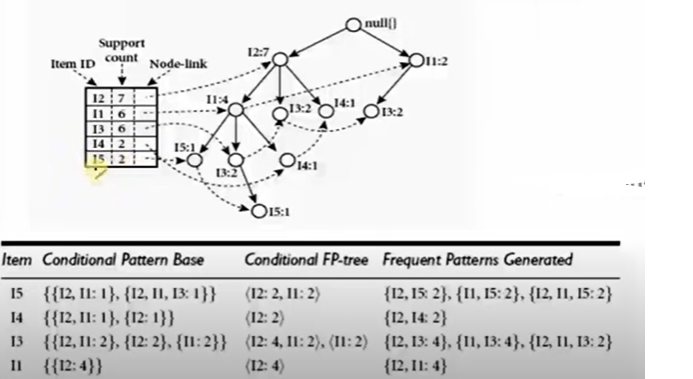 null{}
I2:7
I1:2
Support
count
Item ID
Node-link
I2 7
I1 6
I3 6
I4 2
I5 2
I1:4
I3:2
I4:1
I3:2
I5:1
I3:2
I4:1
I5:1
Item Conditional Pattern Base Conditional FP-tree Frequent Patterns Generated
I5 {{I2, I1: 1}, {I2, I1, I3: 1}} ⟨I2: 2, I1: 2⟩ {I2, I5: 2}, {I1, I5: 2}, {I2, I1, I5: 2}
I4 {{I2, I1: 1}, {I2: 1}} ⟨I2: 2⟩ {I2, I4: 2}
I3 {{I2, I1: 2}, {I2: 2}, {I1: 2}} ⟨I2: 4, I1: 2⟩, ⟨I1: 2⟩ {I2, I3: 4}, {I1, I3: 4}, {I2, I1, I3: 2}
I1 {{I2: 4}} ⟨I2: 4⟩ {I2, I1: 4}